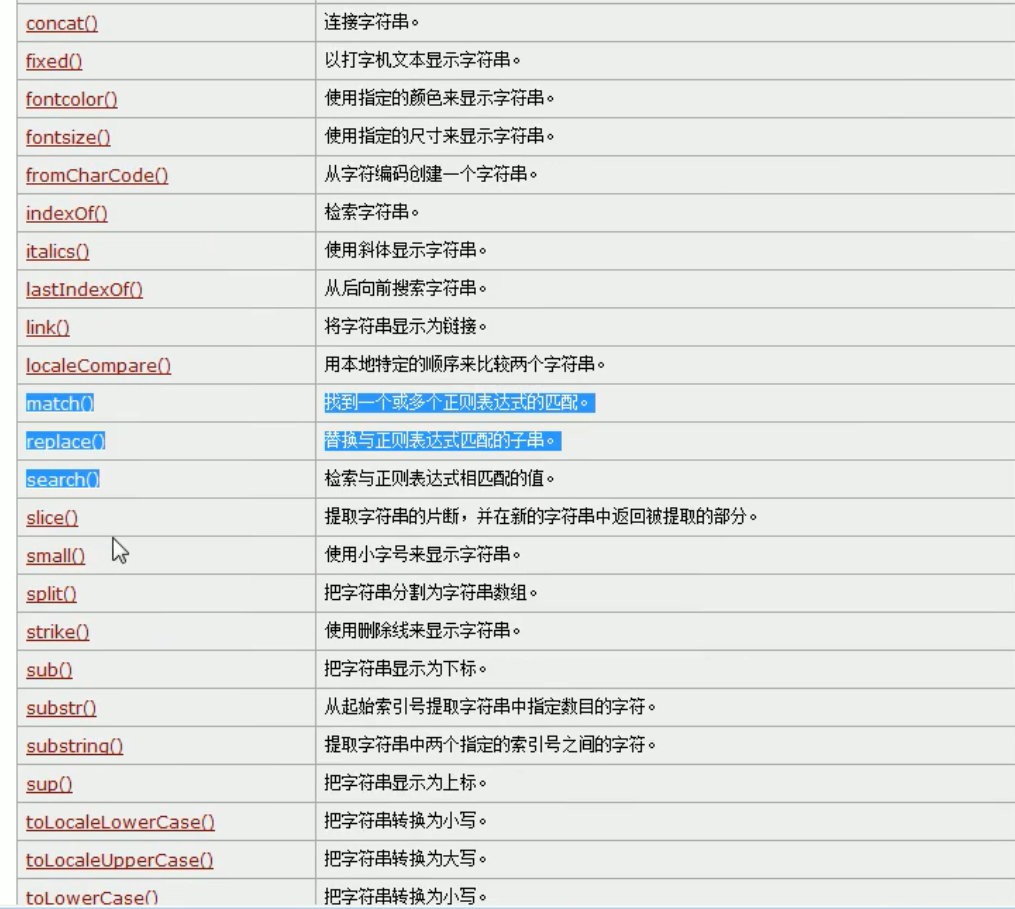 concat() 连接字符串。
fixed() 以打字机文本显示字符串。
fontcolor() 使用指定的颜色来显示字符串。
fontsize() 使用指定的尺寸来显示字符串。
fromCharCode() 从字符编码创建一个字符串。
indexOf() 检索字符串。
italics() 使用斜体显示字符串。
lastIndexOf() 从后向前搜索字符串。
link() 将字符串显示为链接。
localeCompare() 用本地特定的顺序来比较两个字符串。
match() 找到一个或多个正则表达式的匹配。
replace() 替换与正则表达式匹配的子串。
search() 检索与正则表达式相匹配的值。
slice() 提取字符串的片断，并在新的字符串中返回被提取的部分。
small() 使用小字号来显示字符串。
split() 把字符串分割为字符串数组。
strike() 使用删除线来显示字符串。
sub() 把字符串显示为下标。
substr() 从起始索引号提取字符串中指定数目的字符。
substring() 提取字符串中两个指定的索引号之间的字符。
sup() 把字符串显示为上标。
toLocaleLowerCase() 把字符串转换为小写。
toLocaleUpperCase() 把字符串转换为大写。
toLowerCase() 把字符串转换为小写。